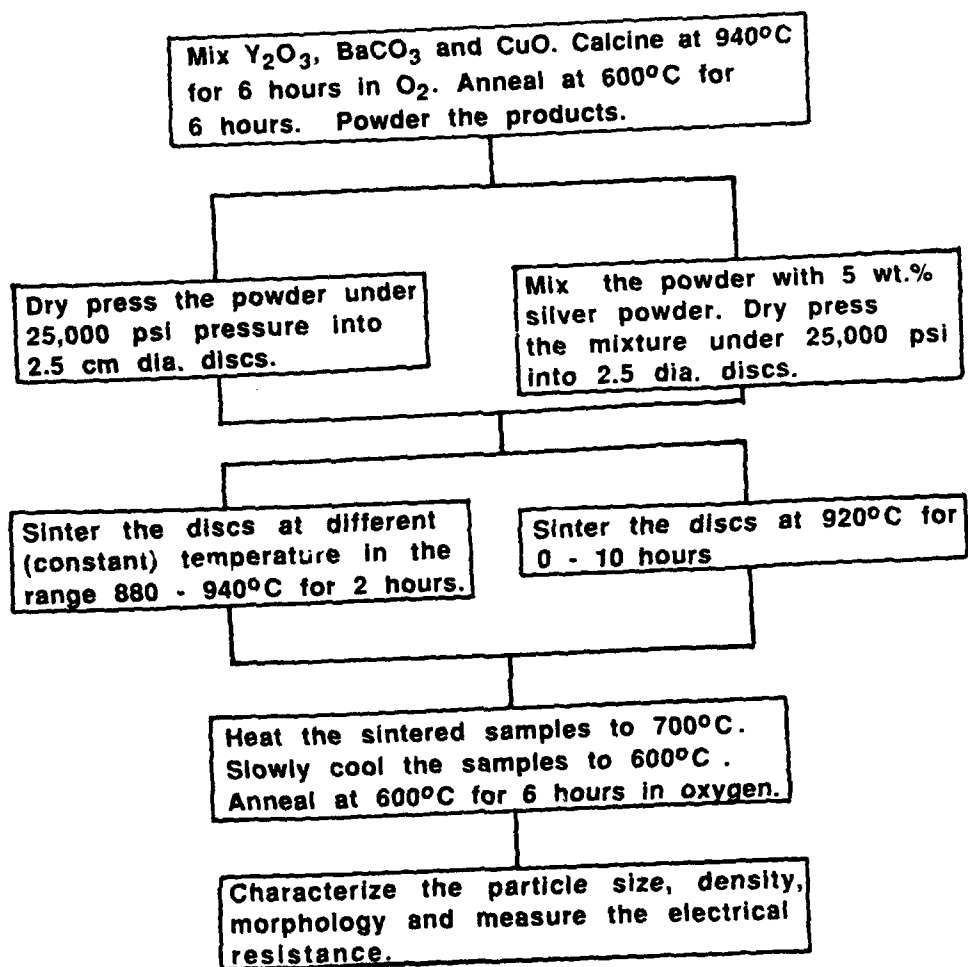 Mix Y₂O₃, BaCO₃ and CuO. Calcine at 940°C
for 6 hours in O₂. Anneal at 600°C for
6 hours. Powder the products.
Dry press the powder under
25,000 psi pressure into
2.5 cm dia. discs.
Mix the powder with 5 wt.%
silver powder. Dry press
the mixture under 25,000 psi
into 2.5 dia. discs.
Sinter the discs at different
(constant) temperature in the
range 880 - 940°C for 2 hours.
Sinter the discs at 920°C for
0 - 10 hours
Heat the sintered samples to 700°C.
Slowly cool the samples to 600°C .
Anneal at 600°C for 6 hours in oxygen.
Characterize the particle size, density,
morphology and measure the electrical
resistance.